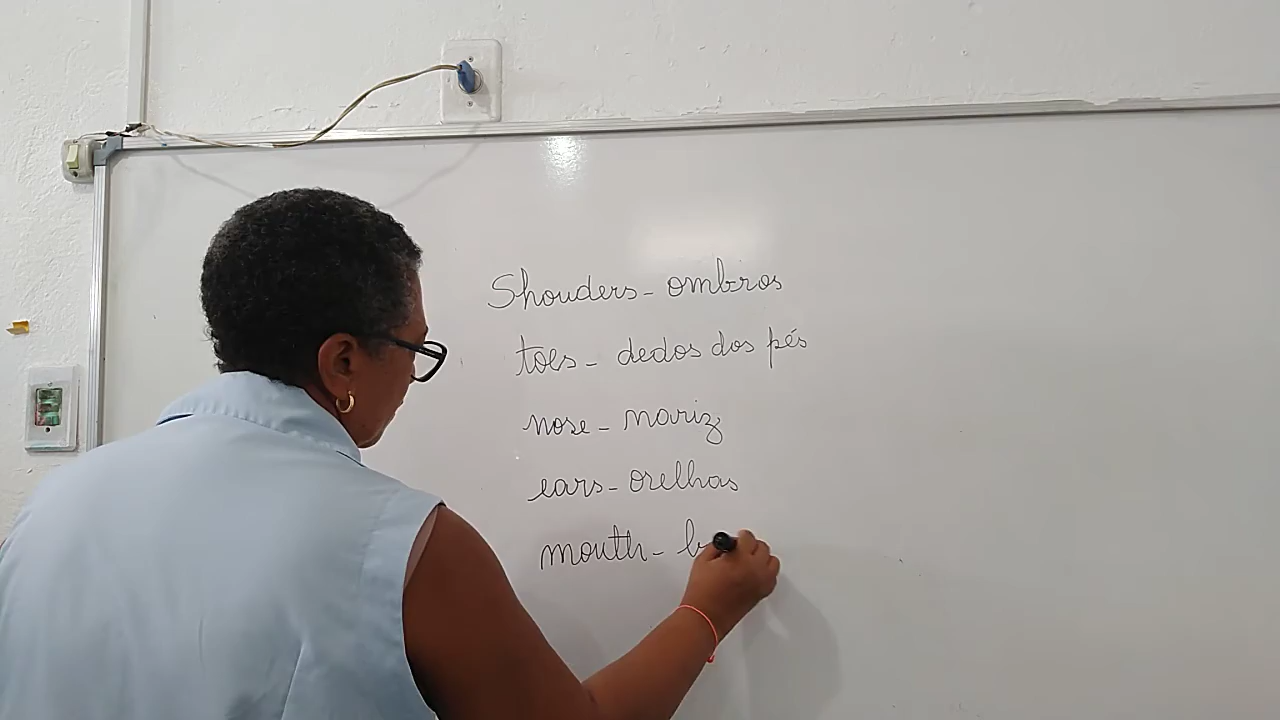 Shouders - ombros
toes - dedos dos pés
nose - nariz
ears - orelhas
mouth - b